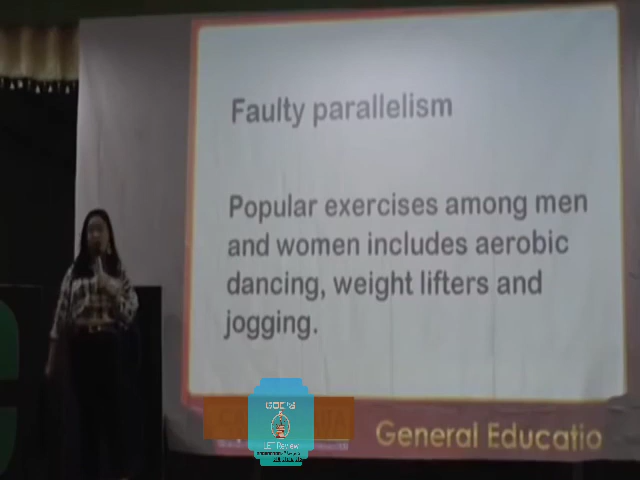 Faulty parallelism
Popular exercises among men
and women includes aerobic
dancing, weight lifters and
jogging.
LET Review
General Educatio